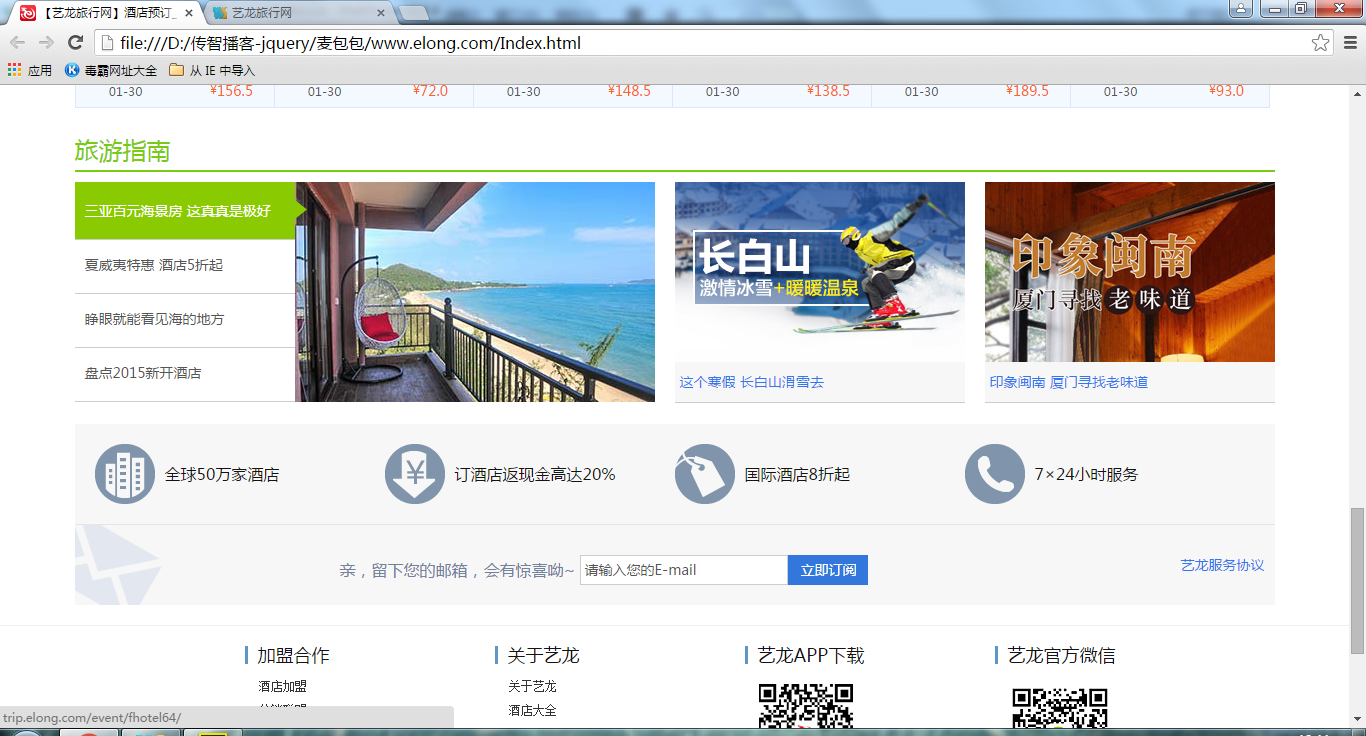 【艺龙旅行网】酒店预订_
艺龙旅行网
file:///D:/传智播客-jquery/麦包包/www.elong.com/Index.html
应用 毒霸网址大全 从 IE 中导入
01-30 ¥156.5 01-30 ¥72.0 01-30 ¥148.5 01-30 ¥138.5 01-30 ¥189.5 01-30 ¥93.0
旅游指南
三亚百元海景房 这真真是极好
夏威夷特惠 酒店5折起
睁眼就能看见海的地方
盘点2015新开酒店
长白山
激情冰雪+暖暖温泉
这个寒假 长白山滑雪去
印象闽南
厦门寻找老味道
印象闽南 厦门寻找老味道
全球50万家酒店 订酒店返现金高达20% 国际酒店8折起 7×24小时服务
亲，留下您的邮箱，会有惊喜呦~ 请输入您的E-mail 立即订阅
艺龙服务协议
加盟合作 关于艺龙 艺龙APP下载 艺龙官方微信
酒店加盟 关于艺龙
酒店大全
trip.elong.com/event/fhotel64/